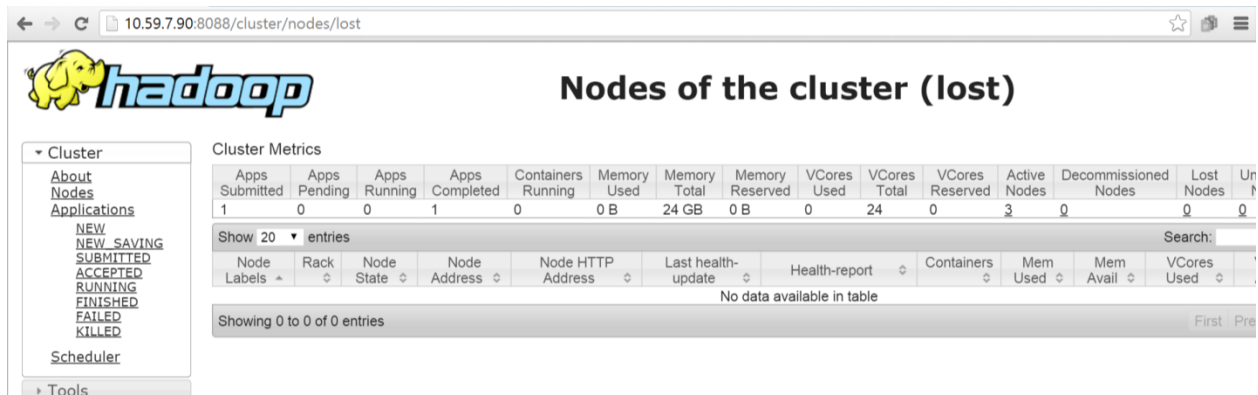 10.59.7.90:8088/cluster/nodes/lost
hadoop
Nodes of the cluster (lost)
Cluster
About
Nodes
Applications
NEW
NEW_SAVING
SUBMITTED
ACCEPTED
RUNNING
FINISHED
FAILED
KILLED
Scheduler
Tools
Cluster Metrics
Apps Submitted Apps Pending Apps Running Apps Completed Containers Running Memory Used Memory Total Memory Reserved VCores Used VCores Total VCores Reserved Active Nodes Decommissioned Nodes Lost Nodes
1 0 0 1 0 0 B 24 GB 0 B 0 24 0 3 0 0 0
Show 20 entries Search:
Node Labels Rack Node State Node Address Node HTTP Address Last health-update Health-report Containers Mem Used Mem Avail VCores Used
No data available in table
Showing 0 to 0 of 0 entries First Pre